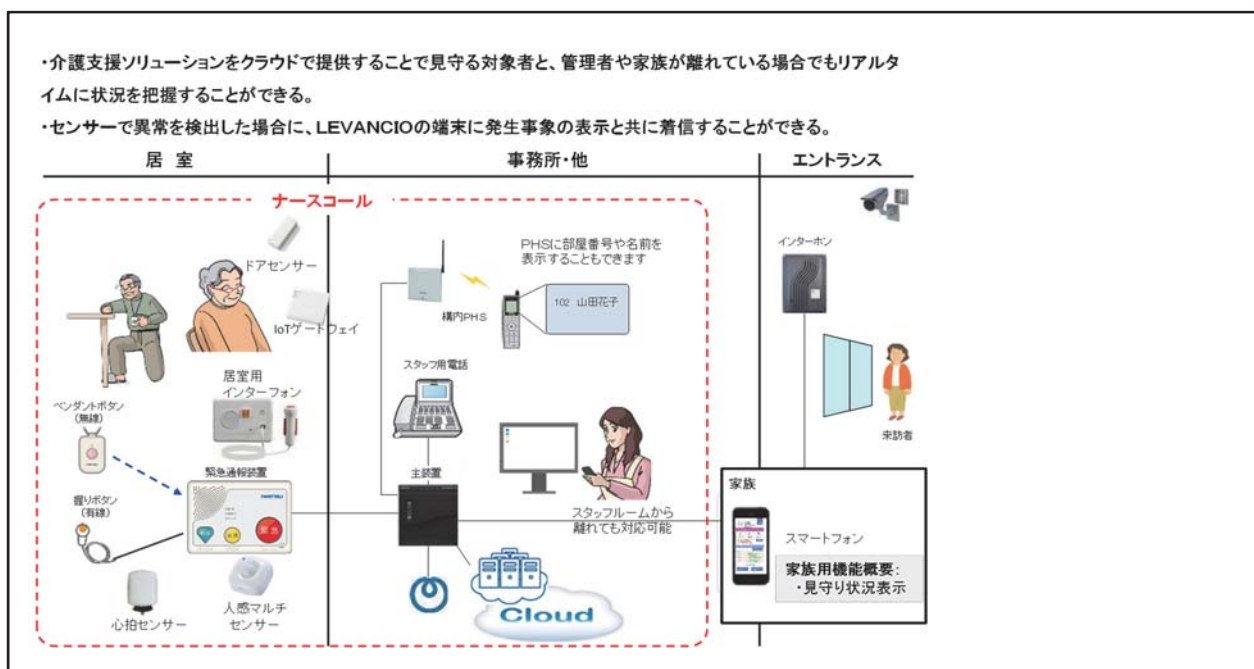 ・介護支援ソリューションをクラウドで提供することで見守る対象者と、管理者や家族が離れている場合でもリアルタ
イムに状況を把握することができる。
・センサーで異常を検出した場合に、LEVANCIOの端末に発生事象の表示と共に着信することができる。
居 室
事務所・他
エントランス
ナースコール
ドアセンサー
IoTゲートウェイ
居室用
インターフォン
ペンダントボタン
(無線)
緊急通報装置
握りボタン
(有線)
緊急
心拍センサー
人感マルチ
センサー
PHSに部屋番号や名前を
表示することもできます
102 山田花子
構内PHS
スタッフ用電話
主装置
スタッフルームから
離れても対応可能
Cloud
インターホン
来訪者
家族
スマートフォン
家族用機能概要:
・見守り状況表示